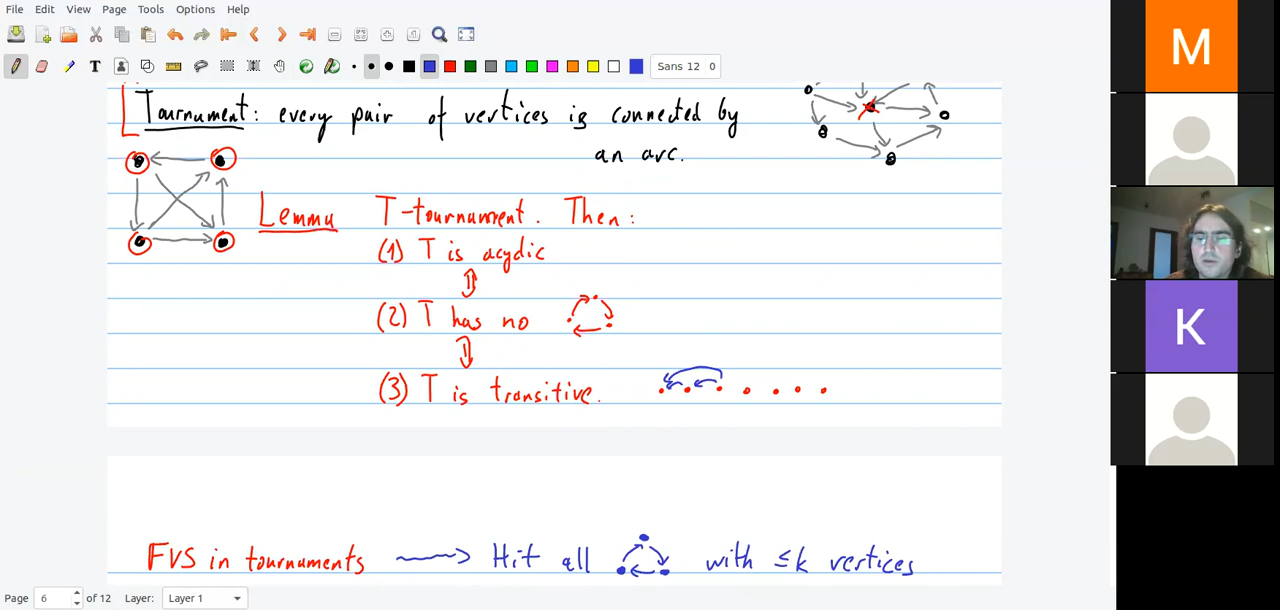 File Edit View Page Tools Options Help
T Sans 12 0
Tournament: every pair of vertices is connected by
an arc.
Lemma T-tournament. Then:
(1) T is acyclic
(2) T has no
(3) T is transitive.
FVS in tournaments Hit all with ≤k vertices
Page 6 of 12 Layer: Layer 1
M
K